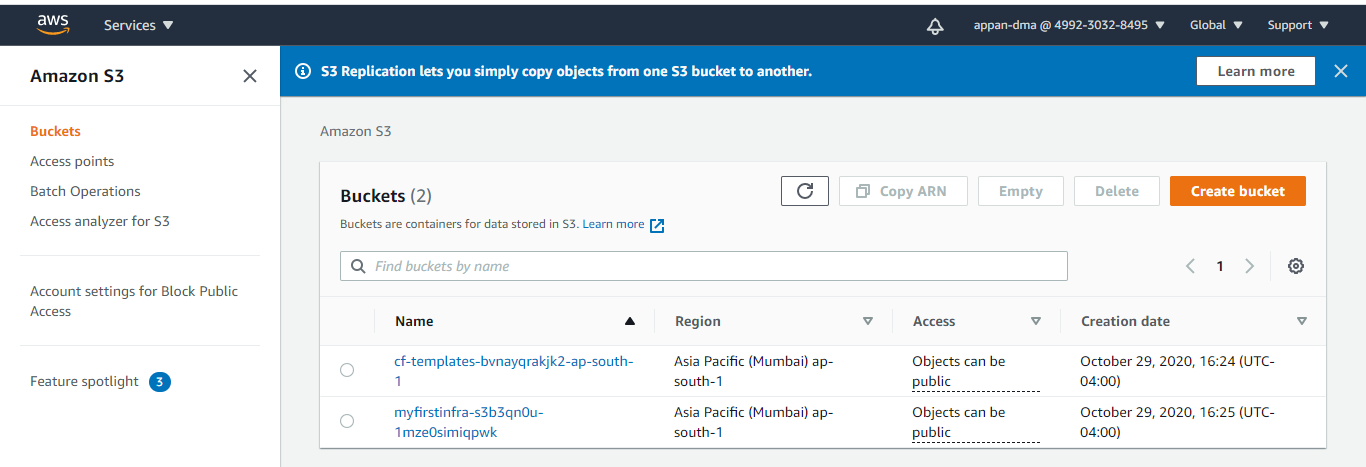 aws
Services
appan-dma @ 4992-3032-8495
Global
Support
Amazon S3
Buckets
Access points
Batch Operations
Access analyzer for S3
Account settings for Block Public
Access
Feature spotlight 3
S3 Replication lets you simply copy objects from one S3 bucket to another.
Learn more
Amazon S3
Buckets (2)
Copy ARN
Empty
Delete
Create bucket
Buckets are containers for data stored in S3. Learn more
Find buckets by name
1
Name
Region
Access
Creation date
cf-templates-bvnayqrakjk2-ap-south-
1
Asia Pacific (Mumbai) ap-
south-1
Objects can be
public
October 29, 2020, 16:24 (UTC-
04:00)
myfirstinfra-s3b3qn0u-
1mze0simiqpwk
Asia Pacific (Mumbai) ap-
south-1
Objects can be
public
October 29, 2020, 16:25 (UTC-
04:00)